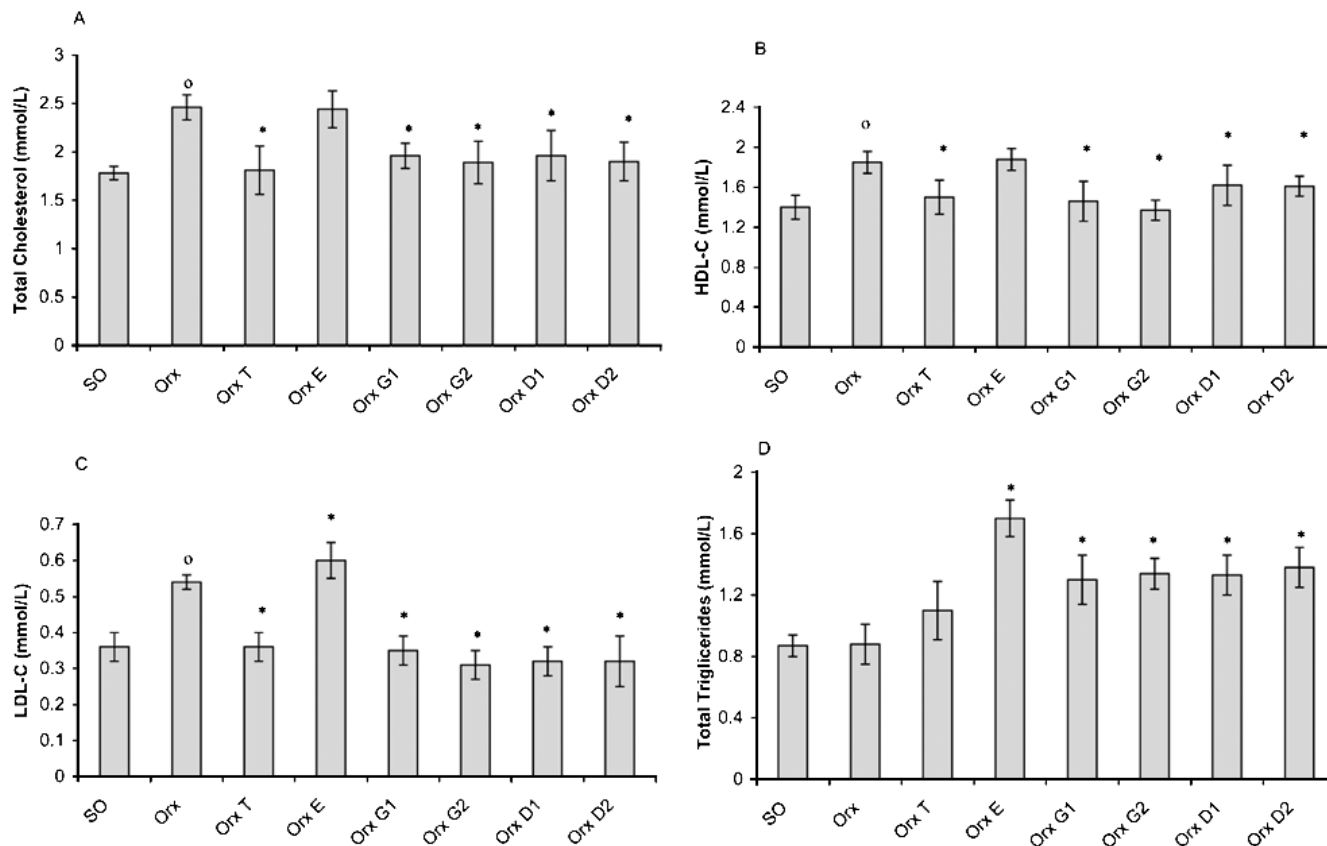 A
Total Cholesterol (mmol/L)
3
2.5
2
1.5
1
0.5
0
o
*
*
*
*
*
SO
Orx
Orx T
Orx E
Orx G1
Orx G2
Orx D1
Orx D2
B
HDL-C (mmol/L)
2.4
2
1.6
1.2
0.8
0.4
0
o
*
*
*
*
*
SO
Orx
Orx T
Orx E
Orx G1
Orx G2
Orx D1
Orx D2
C
LDL-C (mmol/L)
0.7
0.6
0.5
0.4
0.3
0.2
0.1
0
o
*
*
*
*
*
*
SO
Orx
Orx T
Orx E
Orx G1
Orx G2
Orx D1
Orx D2
D
Total Triglicerides (mmol/L)
2
1.6
1.2
0.8
0.4
0
*
*
*
*
*
SO
Orx
Orx T
Orx E
Orx G1
Orx G2
Orx D1
Orx D2